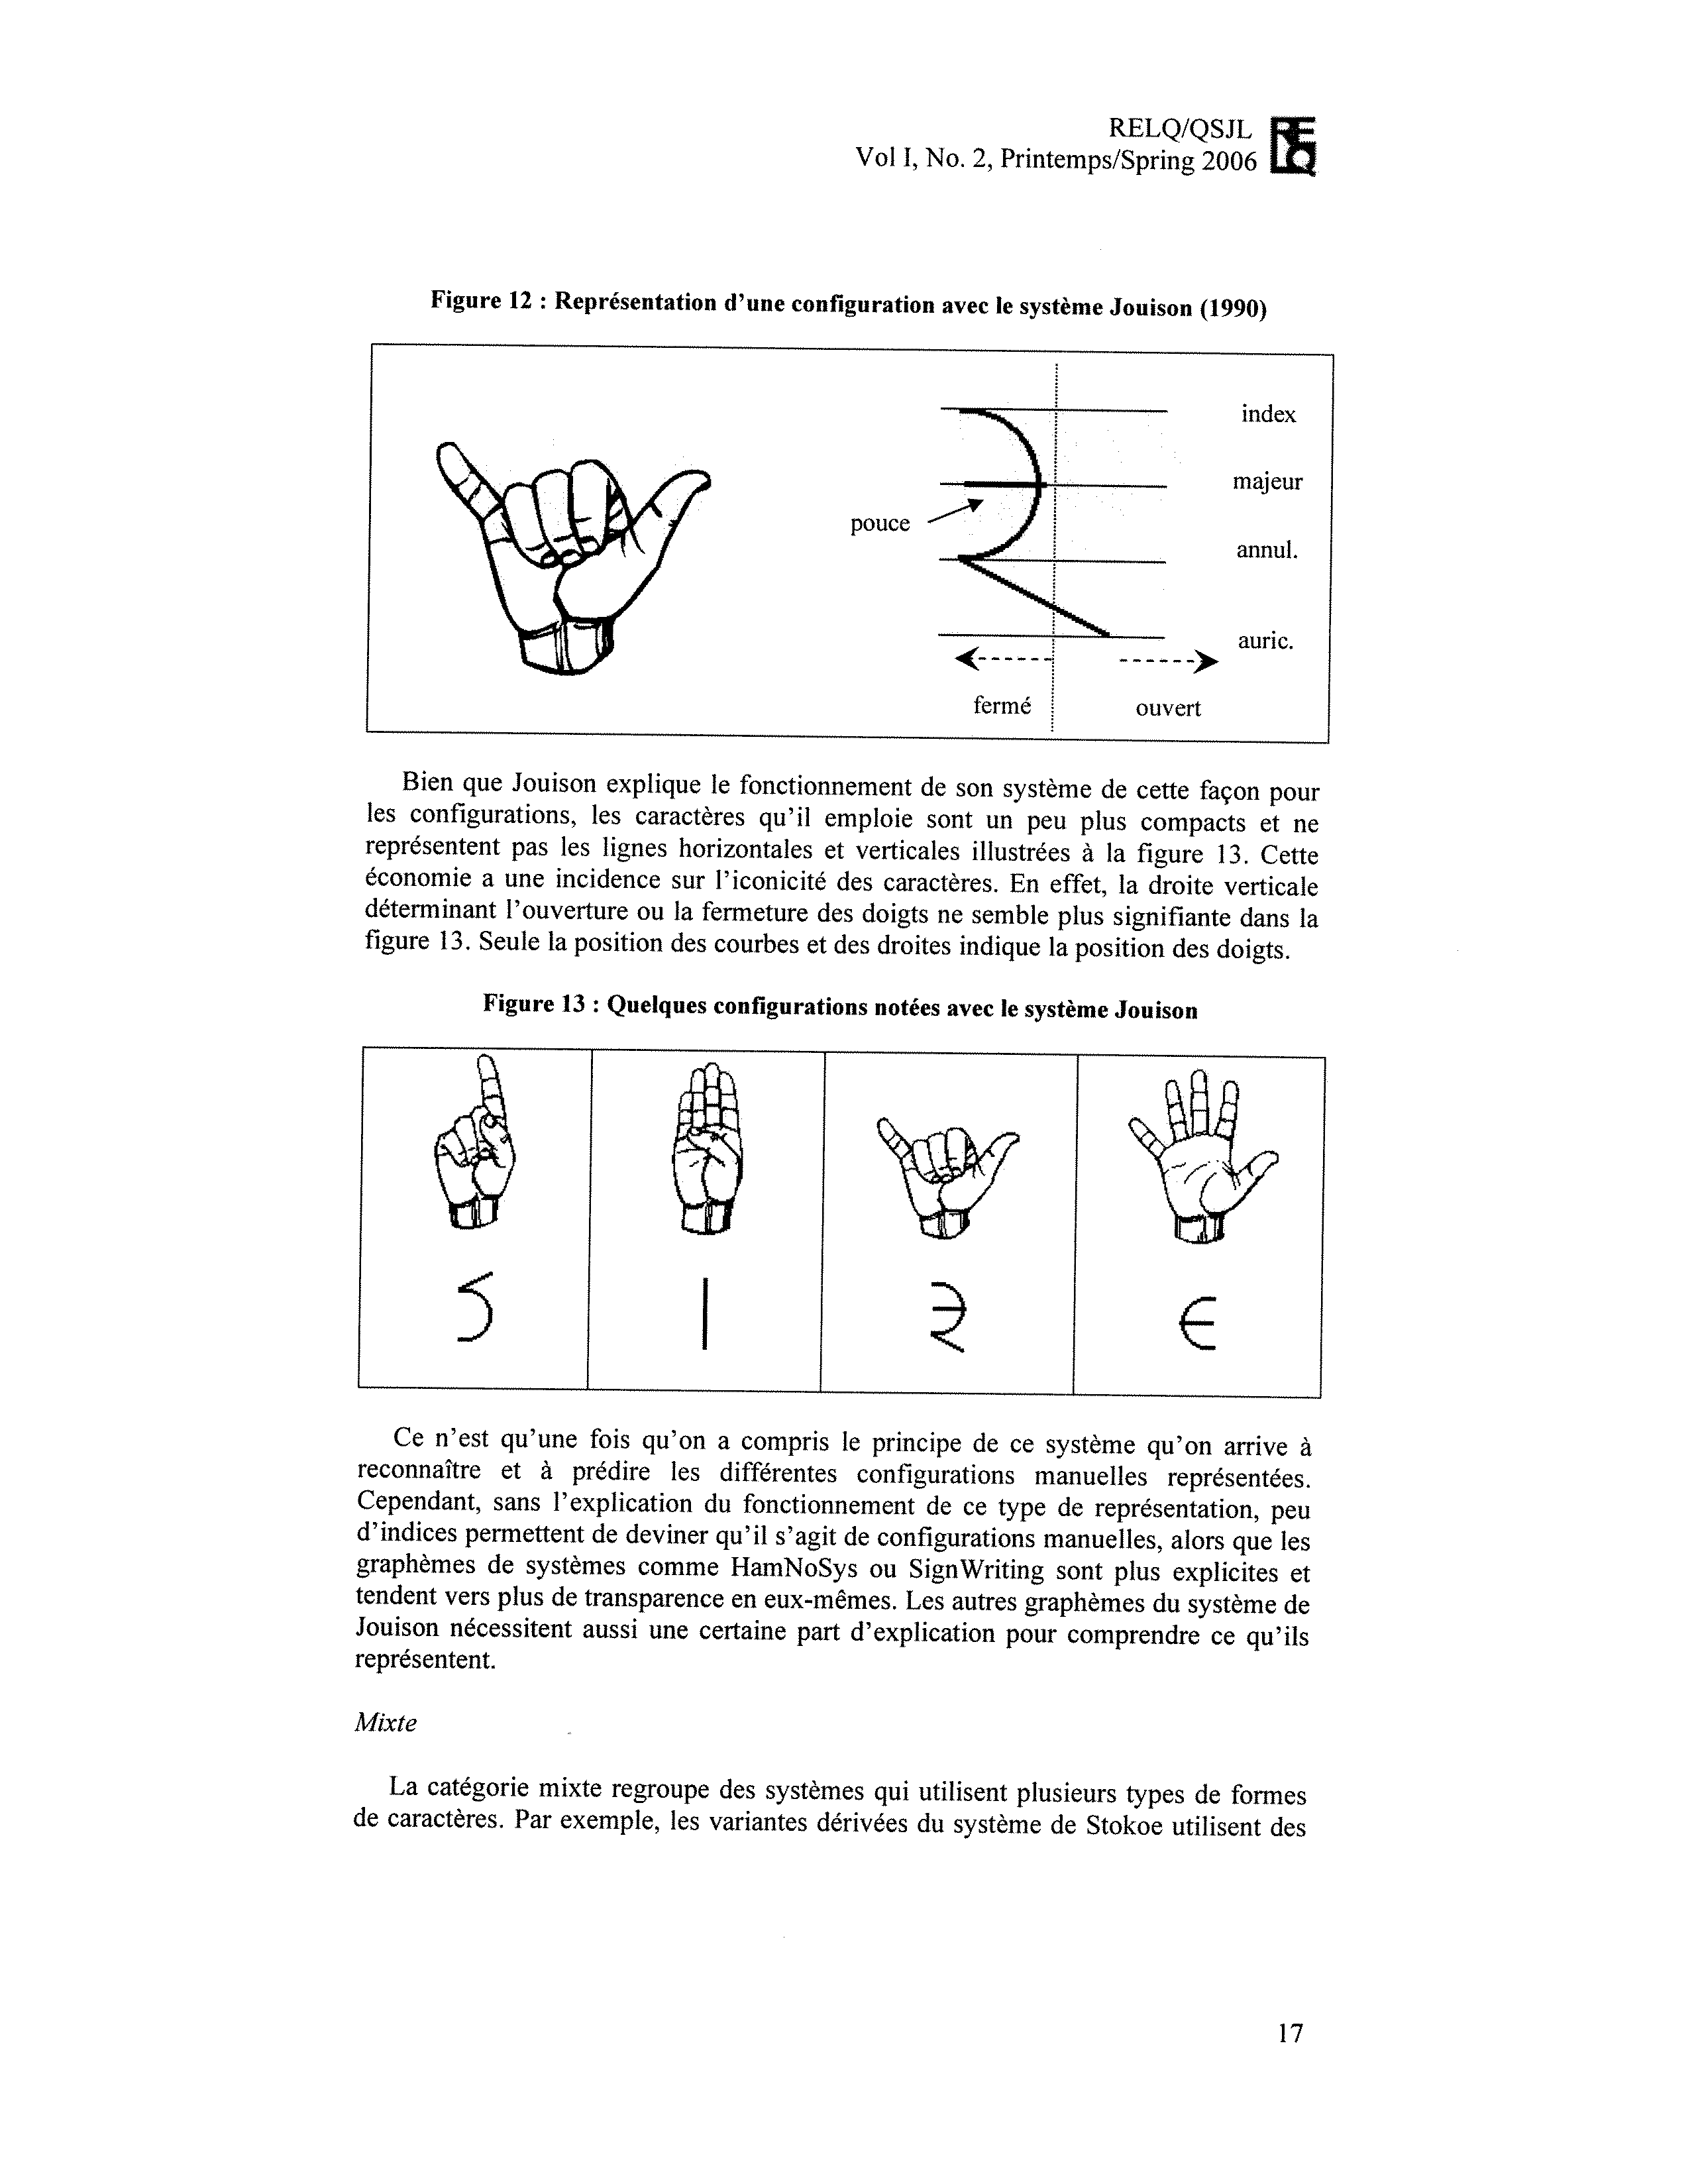 RELQ/QSJL
Vol I, No. 2, Printemps/Spring 2006
RELQ
Figure 12 : Représentation d'une configuration avec le système Jouison (1990)
index
majeur
pouce
annul.
auric.
fermé
ouvert
Bien que Jouison explique le fonctionnement de son système de cette façon pour
les configurations, les caractères qu'il emploie sont un peu plus compacts et ne
représentent pas les lignes horizontales et verticales illustrées à la figure 13. Cette
économie a une incidence sur l'iconicité des caractères. En effet, la droite verticale
déterminant l'ouverture ou la fermeture des doigts ne semble plus signifiante dans la
figure 13. Seule la position des courbes et des droites indique la position des doigts.
Figure 13 : Quelques configurations notées avec le système Jouison
Ce n'est qu'une fois qu'on a compris le principe de ce système qu'on arrive à
reconnaître et à prédire les différentes configurations manuelles représentées.
Cependant, sans l'explication du fonctionnement de ce type de représentation, peu
d'indices permettent de deviner qu'il s'agit de configurations manuelles, alors que les
graphèmes de systèmes comme HamNoSys ou SignWriting sont plus explicites et
tendent vers plus de transparence en eux-mêmes. Les autres graphèmes du système de
Jouison nécessitent aussi une certaine part d'explication pour comprendre ce qu'ils
représentent.
Mixte
La catégorie mixte regroupe des systèmes qui utilisent plusieurs types de formes
de caractères. Par exemple, les variantes dérivées du système de Stokoe utilisent des
17